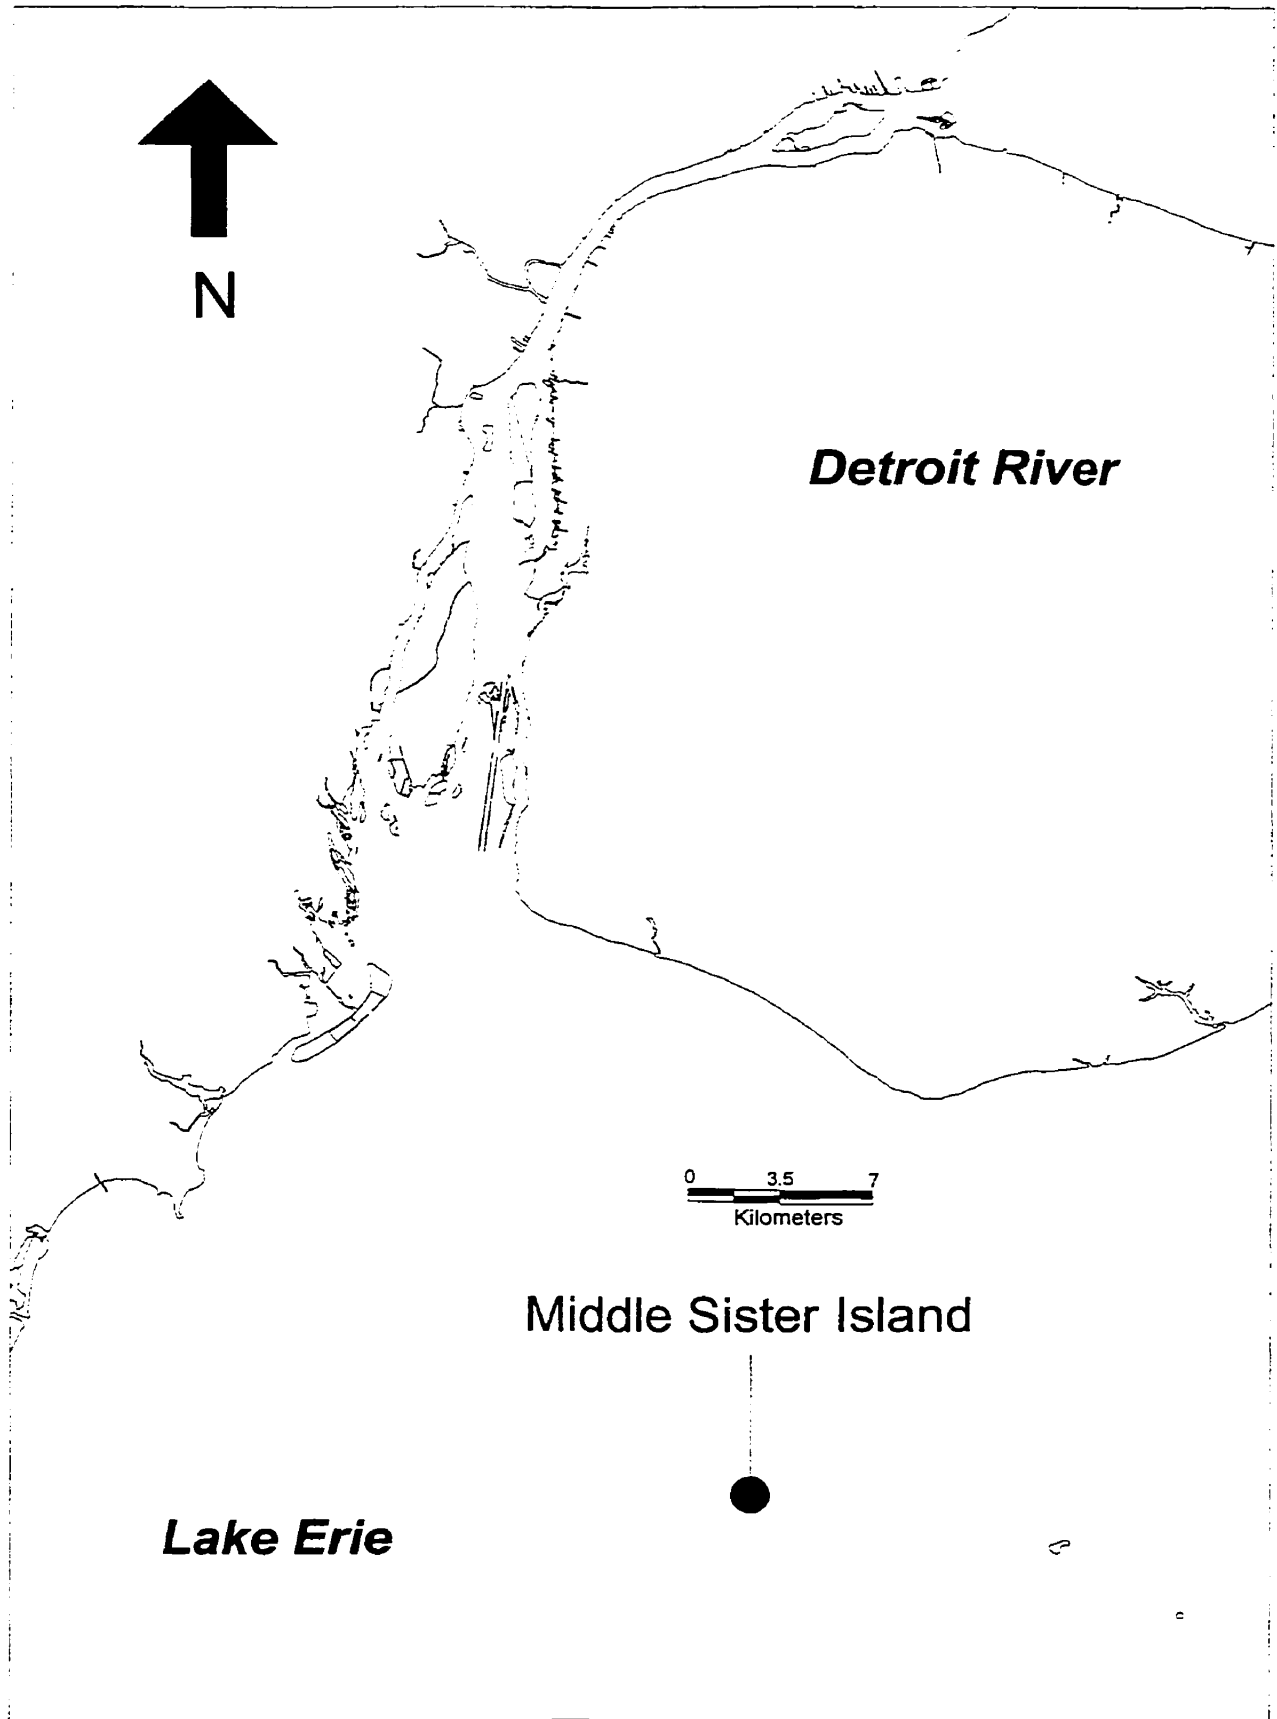 N
Detroit River
0 3.5 7
Kilometers
Middle Sister Island
Lake Erie